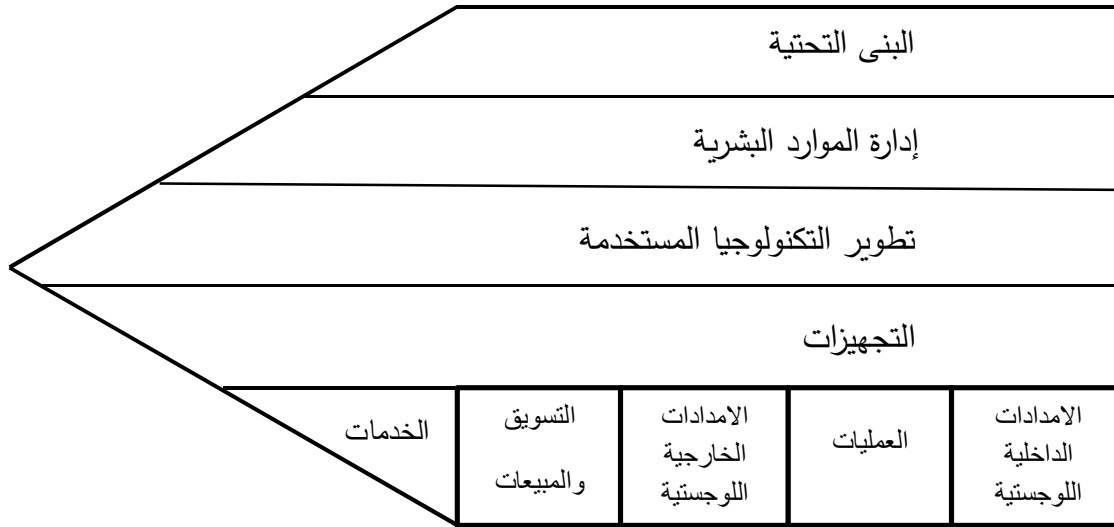 البنى التحتية
إدارة الموارد البشرية
تطوير التكنولوجيا المستخدمة
التجهيزات
الامدادات
الداخلية
اللوجستية
العمليات
الامدادات
الخارجية
اللوجستية
التسويق
والمبيعات
الخدمات